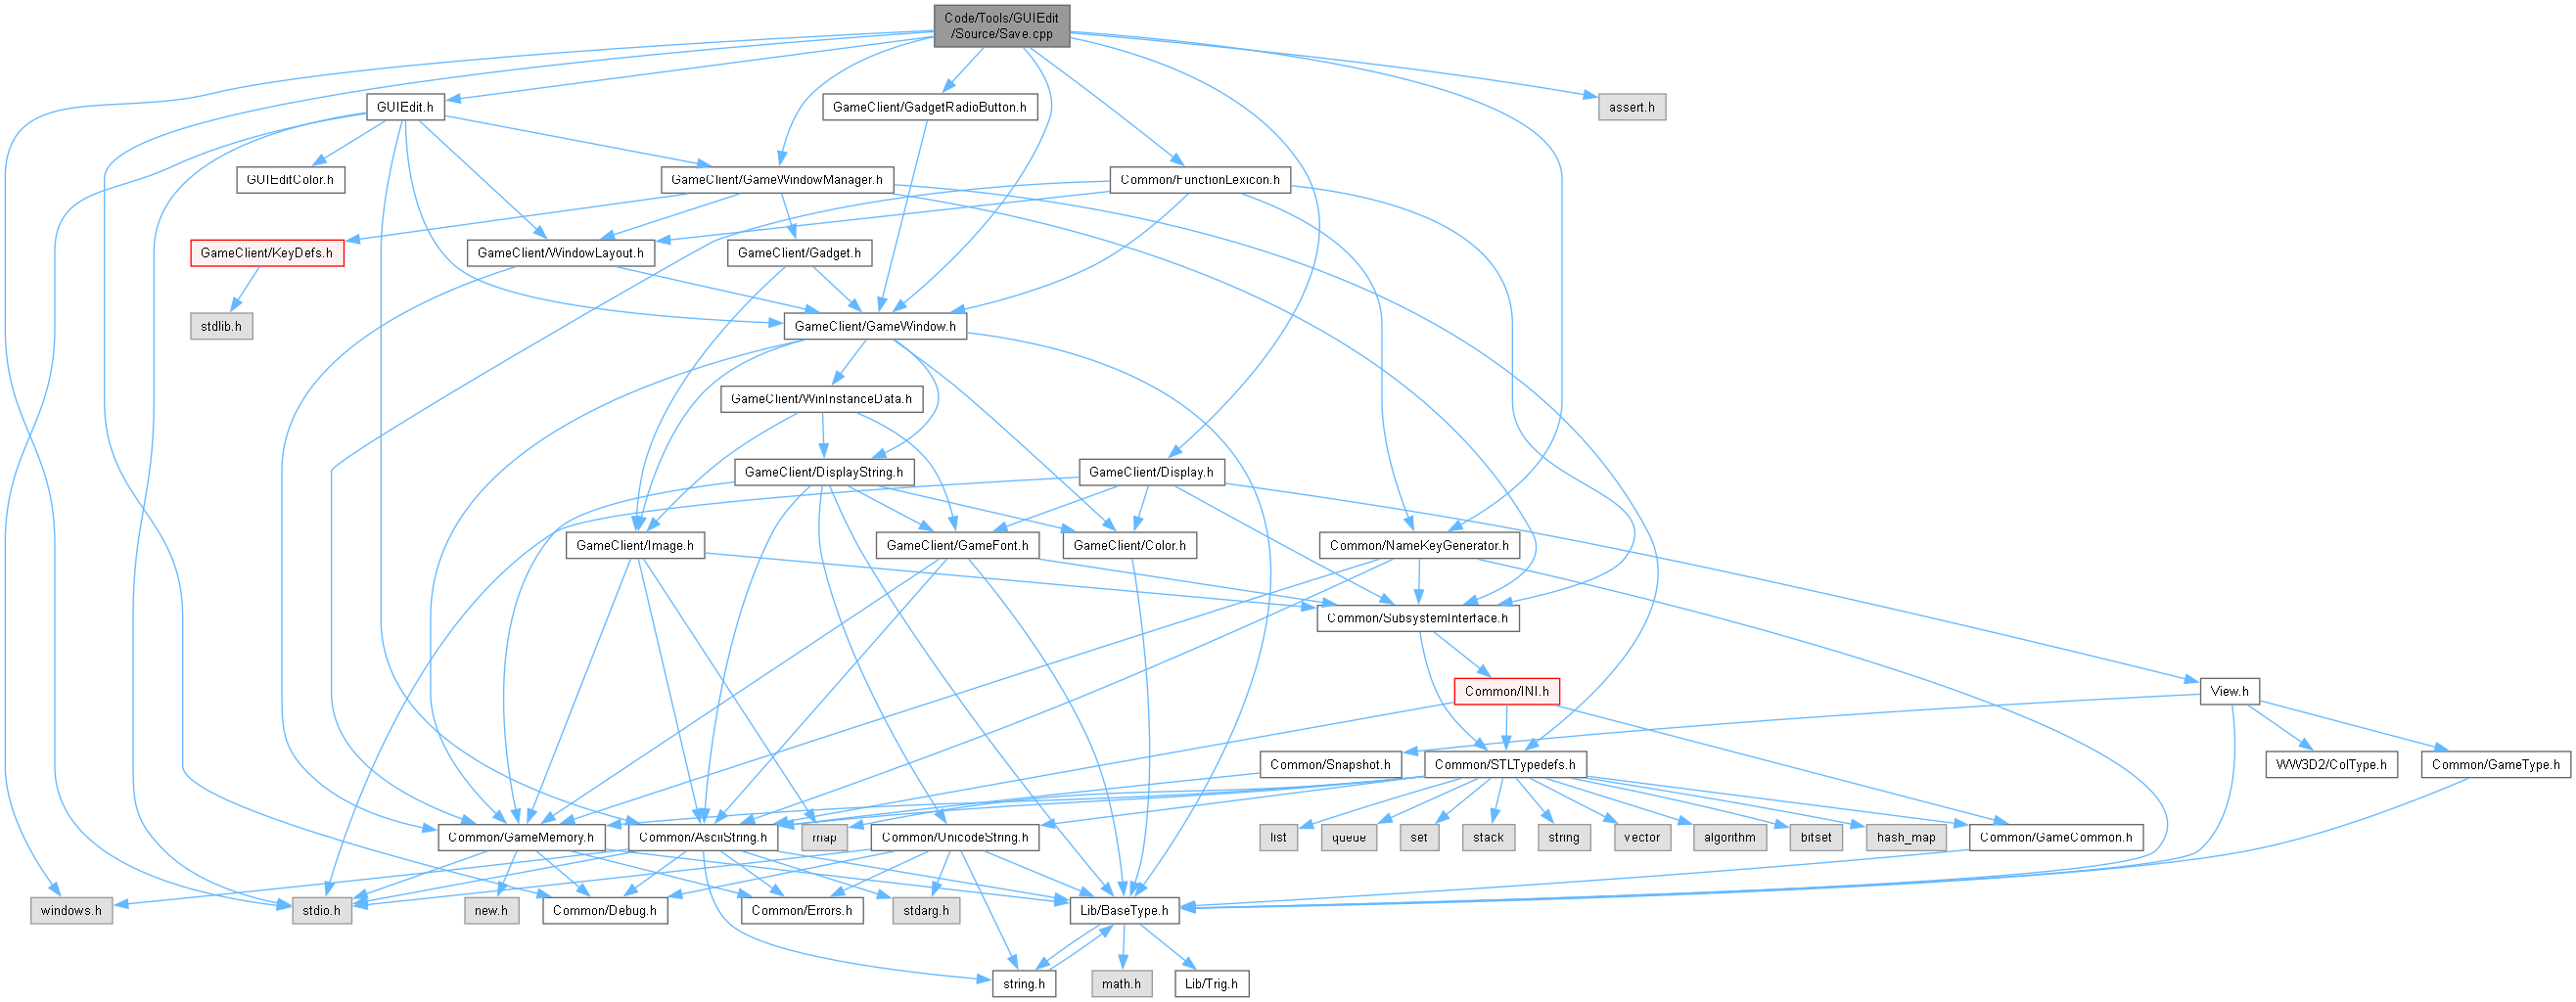 Code/Tools/GUIEdit
/Source/Save.cpp
GUIEdit.h
GameClient/GadgetRadioButton.h
assert.h
GUIEditColor.h
GameClient/GameWindowManager.h
Common/FunctionLexicon.h
GameClient/KeyDefs.h
GameClient/WindowLayout.h
GameClient/Gadget.h
stdlib.h
GameClient/GameWindow.h
GameClient/WinInstanceData.h
GameClient/DisplayString.h
GameClient/Display.h
GameClient/Image.h
GameClient/GameFont.h
GameClient/Color.h
Common/NameKeyGenerator.h
Common/SubsystemInterface.h
Common/INI.h
View.h
Common/Snapshot.h
Common/STLTypedefs.h
WW3D2/ColType.h
Common/GameType.h
Common/GameMemory.h
Common/AsciiString.h
map
Common/UnicodeString.h
list
queue
set
stack
string
vector
algorithm
bitset
hash_map
Common/GameCommon.h
windows.h
stdio.h
new.h
Common/Debug.h
Common/Errors.h
stdarg.h
Lib/BaseType.h
string.h
math.h
Lib/Trig.h